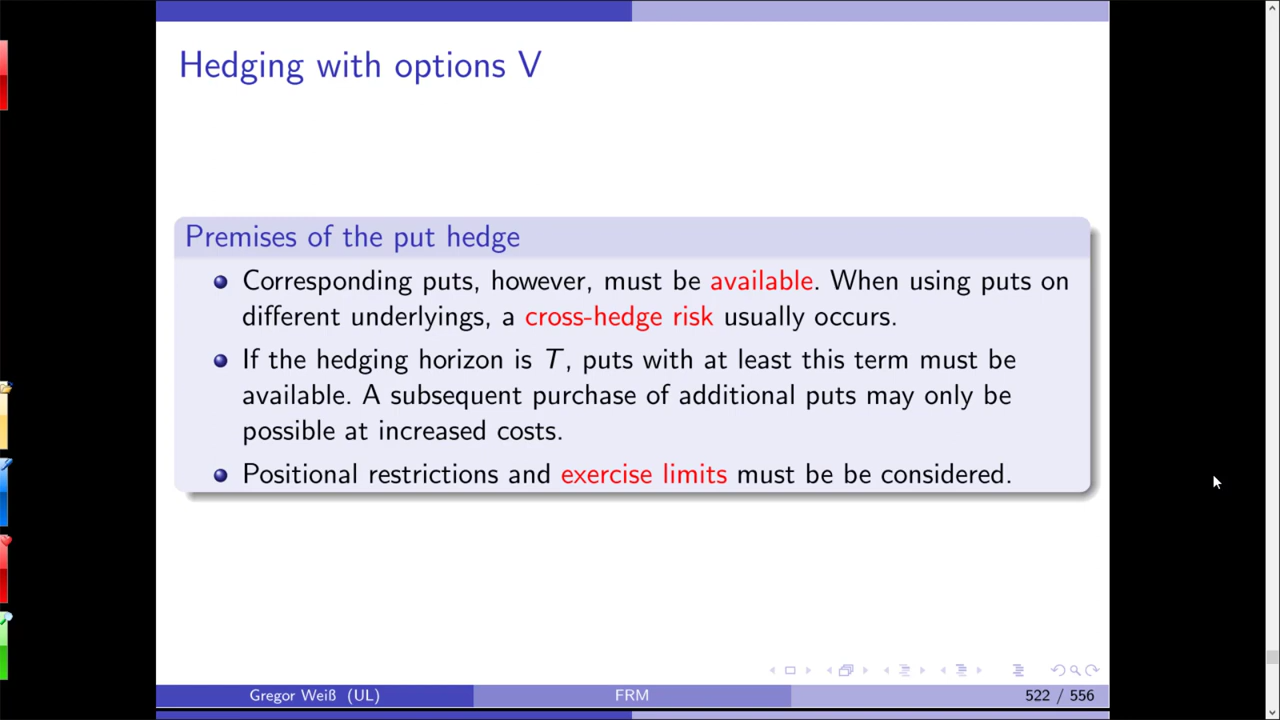 Hedging with options V
Premises of the put hedge
Corresponding puts, however, must be available. When using puts on
different underlyings, a cross-hedge risk usually occurs.
If the hedging horizon is T, puts with at least this term must be
available. A subsequent purchase of additional puts may only be
possible at increased costs.
Positional restrictions and exercise limits must be be considered.
Gregor Weiß (UL) FRM 522 / 556